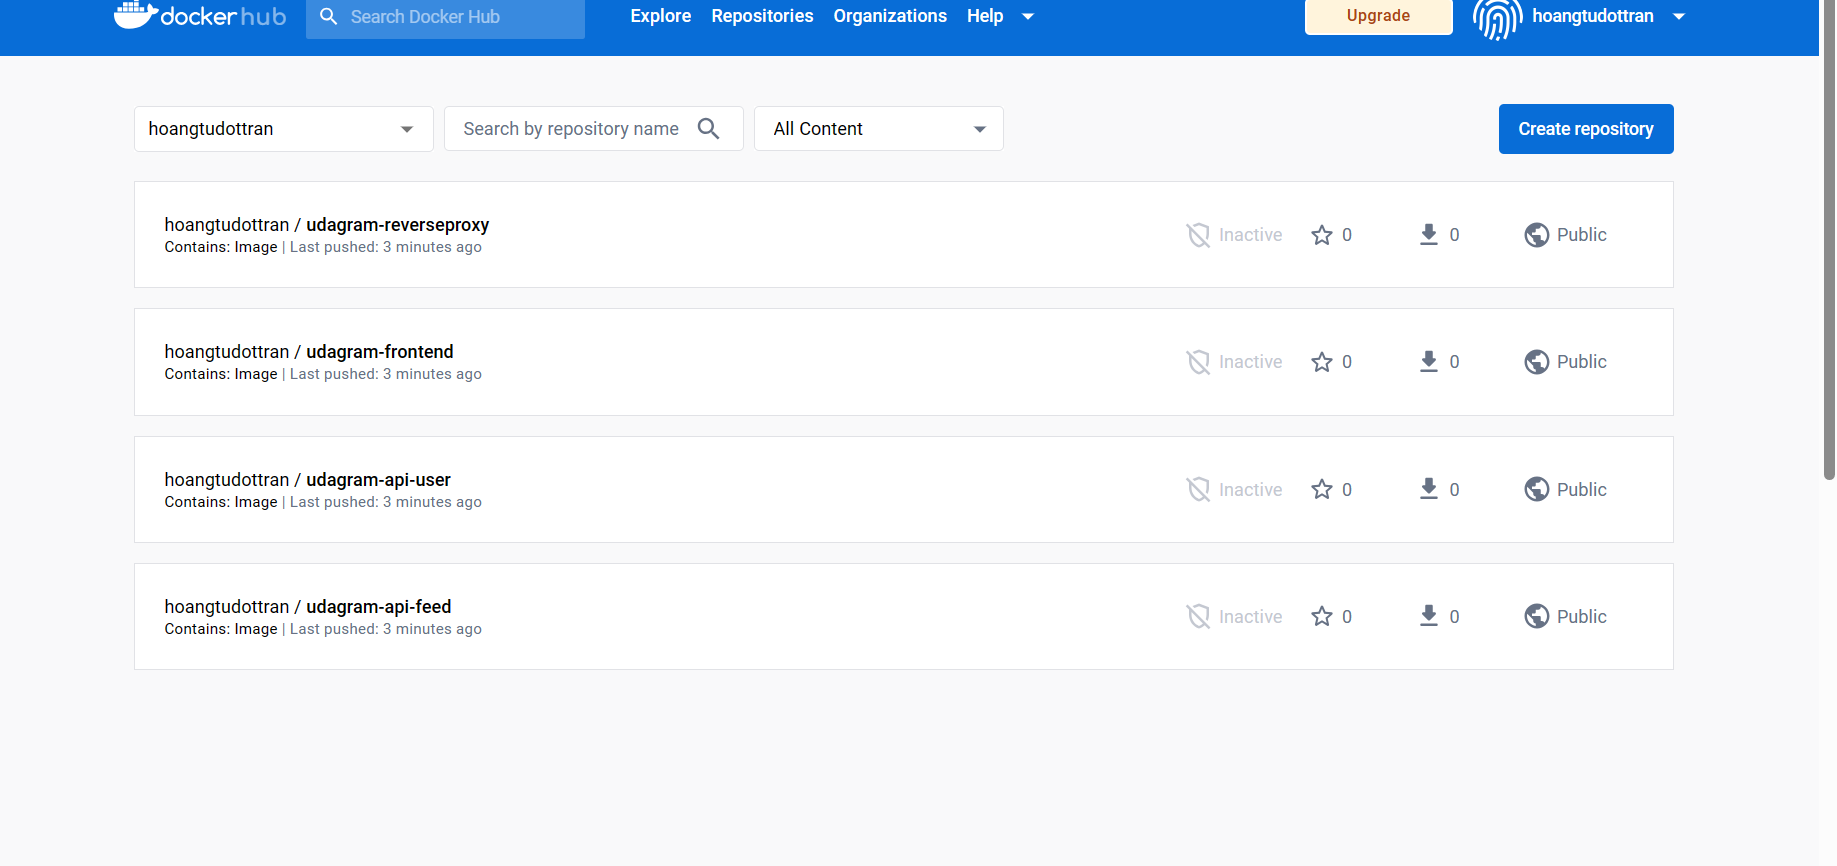 docker hub Search Docker Hub Explore Repositories Organizations Help Upgrade hoangtudottran
hoangtudottran Search by repository name All Content Create repository
hoangtudottran / udagram-reverseproxy
Contains: Image | Last pushed: 3 minutes ago
Inactive 0 0 Public
hoangtudottran / udagram-frontend
Contains: Image | Last pushed: 3 minutes ago
Inactive 0 0 Public
hoangtudottran / udagram-api-user
Contains: Image | Last pushed: 3 minutes ago
Inactive 0 0 Public
hoangtudottran / udagram-api-feed
Contains: Image | Last pushed: 3 minutes ago
Inactive 0 0 Public